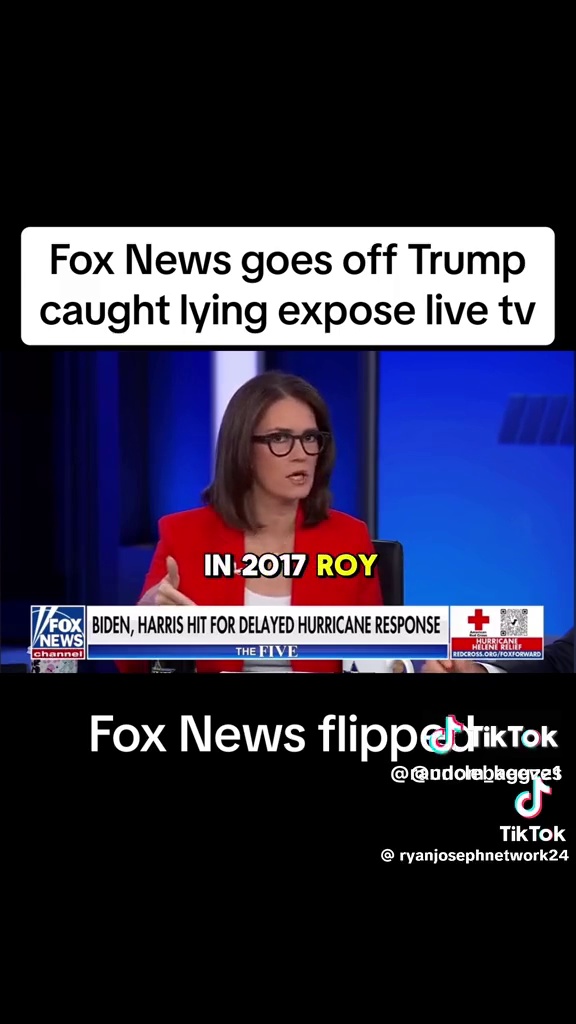 Fox News goes off Trump
caught lying expose live tv
IN 2017 ROY
FOX
NEWS
channel
BIDEN, HARRIS HIT FOR DELAYED HURRICANE RESPONSE
THE FIVE
HURRICANE
HELENE RELIEF
REDCROSS.ORG/FOXFORWARD
Fox News flipped
TikTok
TikTok
@ ryanjosephnetwork24